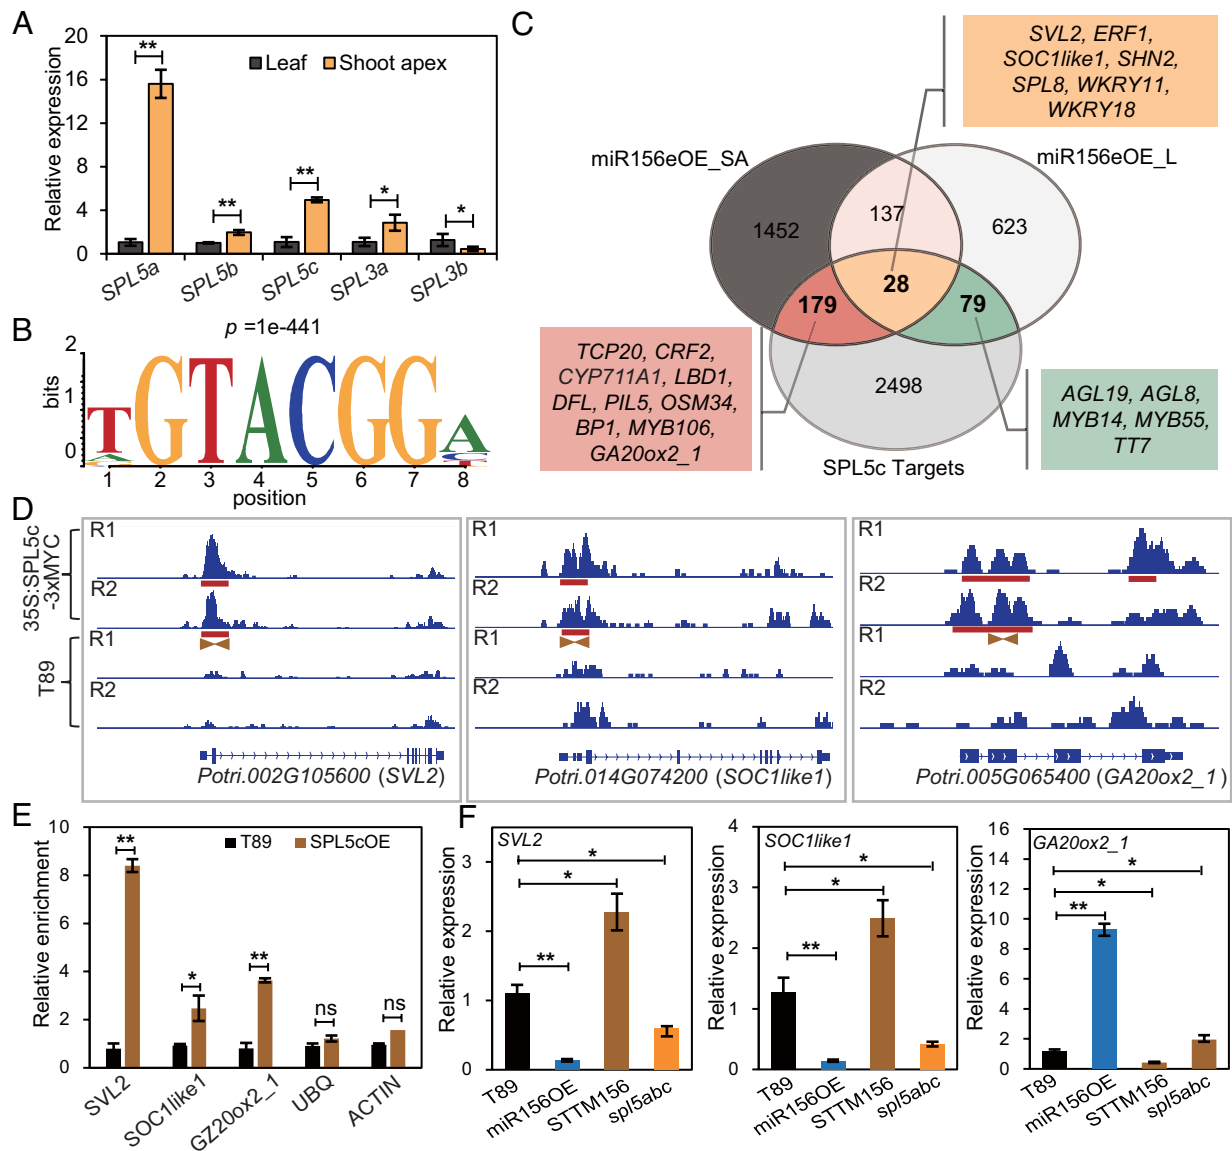 A
20
16
12
8
4
0
Relative expression
Leaf
Shoot apex
**
**
**
*
*
SPL5a
SPL5b
SPL5c
SPL3a
SPL3b
B
p =1e-441
2
1
0
bits
TGTACGGA
1 2 3 4 5 6 7 8
position
C
SVL2, ERF1,
SOC1like1, SHN2,
SPL8, WKRY11,
WKRY18
miR156eOE_SA
miR156eOE_L
1452
137
623
28
179
79
2498
SPL5c Targets
TCP20, CRF2,
CYP711A1, LBD1,
DFL, PIL5, OSM34,
BP1, MYB106,
GA20ox2_1
AGL19, AGL8,
MYB14, MYB55,
TT7
D
35S:SPL5c
-3xMYC
T89
R1
R2
R1
R2
Potri.002G105600 (SVL2)
R1
R2
R1
R2
Potri.014G074200 (SOC1like1)
R1
R2
R1
R2
Potri.005G065400 (GA20ox2_1)
E
10
8
6
4
2
0
Relative enrichment
T89
SPL5cOE
**
*
**
ns
ns
SVL2
SOC1like1
GZ20ox2_1
UBQ
ACTIN
F
SVL2
3
2
1
0
Relative expression
*
*
**
T89
miR156OE
STTM156
spl5abc
SOC1like1
4
3
2
1
0
Relative expression
*
*
**
T89
miR156OE
STTM156
spl5abc
GA20ox2_1
16
14
12
10
8
6
4
2
0
Relative expression
*
*
**
T89
miR156OE
STTM156
spl5abc